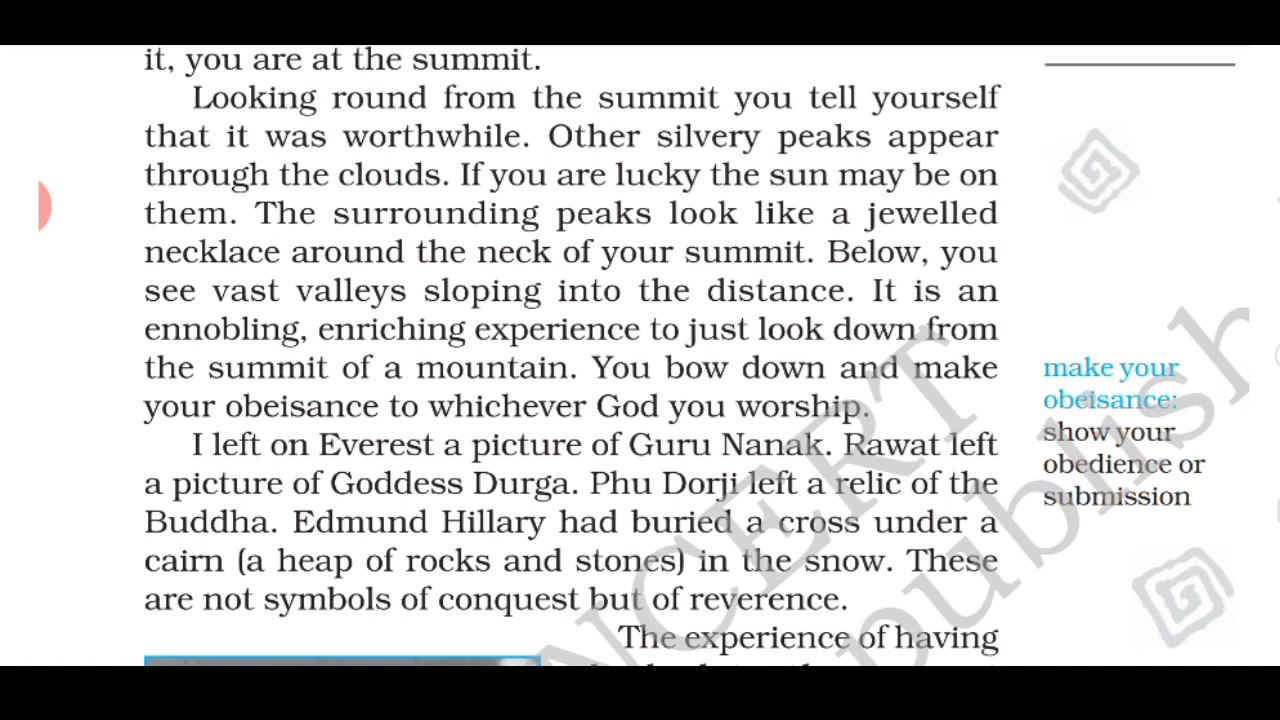 it, you are at the summit.
Looking round from the summit you tell yourself
that it was worthwhile. Other silvery peaks appear
through the clouds. If you are lucky the sun may be on
them. The surrounding peaks look like a jewelled
necklace around the neck of your summit. Below, you
see vast valleys sloping into the distance. It is an
ennobling, enriching experience to just look down from
the summit of a mountain. You bow down and make
your obeisance to whichever God you worship.
I left on Everest a picture of Guru Nanak. Rawat left
a picture of Goddess Durga. Phu Dorji left a relic of the
Buddha. Edmund Hillary had buried a cross under a
cairn (a heap of rocks and stones) in the snow. These
are not symbols of conquest but of reverence.
The experience of having
make your
obeisance:
show your
obedience or
submission
NCERT
publish